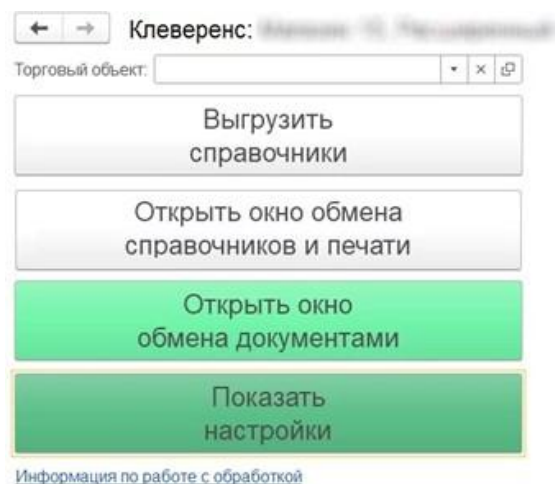 Клеверенс:
Торговый объект:
Выгрузить
справочники
Открыть окно обмена
справочников и печати
Открыть окно
обмена документами
Показать
настройки
Информация по работе с обработкой